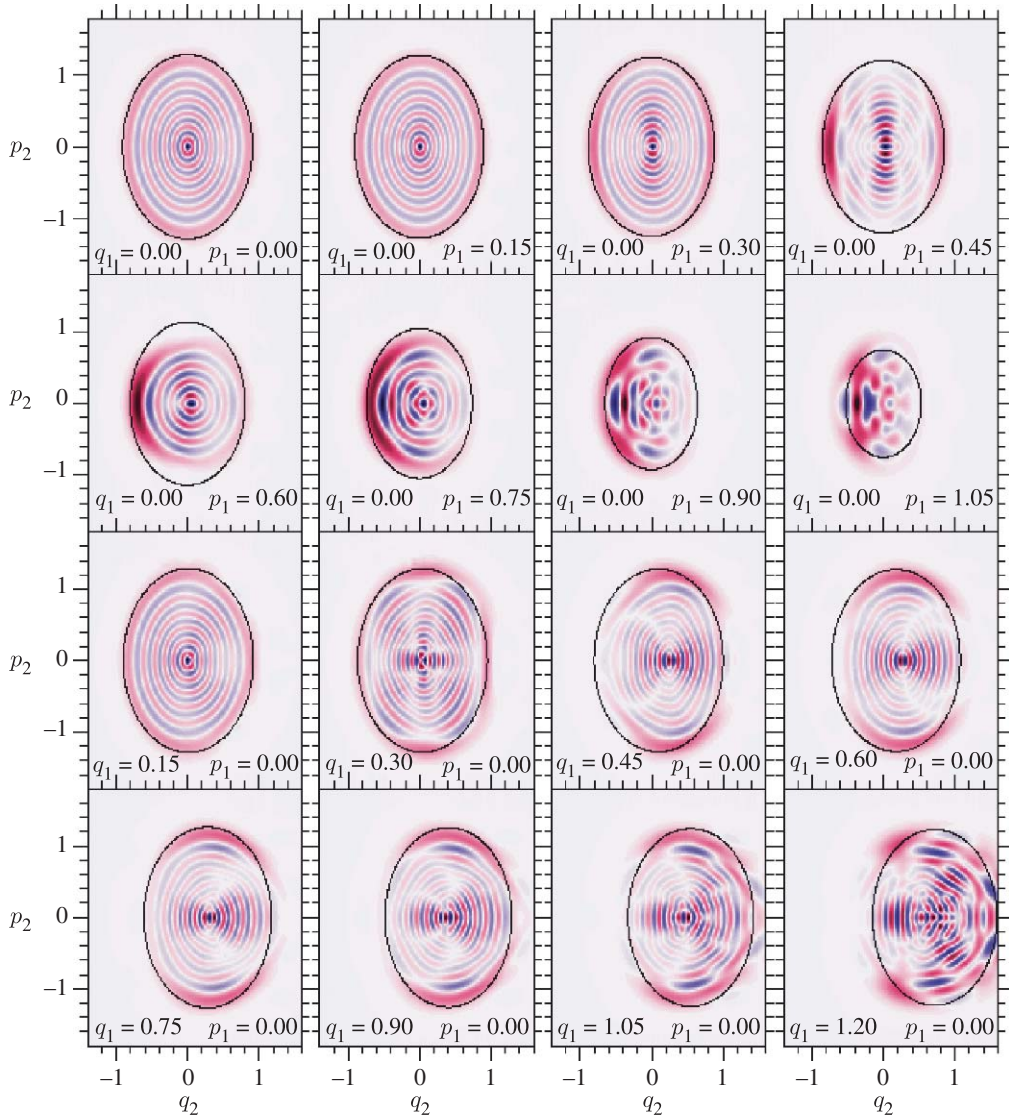 1
p2 0
−1
q1 = 0.00 p1 = 0.00 q1 = 0.00 p1 = 0.15 q1 = 0.00 p1 = 0.30 q1 = 0.00 p1 = 0.45
1
p2 0
−1
q1 = 0.00 p1 = 0.60 q1 = 0.00 p1 = 0.75 q1 = 0.00 p1 = 0.90 q1 = 0.00 p1 = 1.05
1
p2 0
−1
q1 = 0.15 p1 = 0.00 q1 = 0.30 p1 = 0.00 q1 = 0.45 p1 = 0.00 q1 = 0.60 p1 = 0.00
1
p2 0
−1
q1 = 0.75 p1 = 0.00 q1 = 0.90 p1 = 0.00 q1 = 1.05 p1 = 0.00 q1 = 1.20 p1 = 0.00
−1 0 1 −1 0 1 −1 0 1 −1 0 1
q2 q2 q2 q2